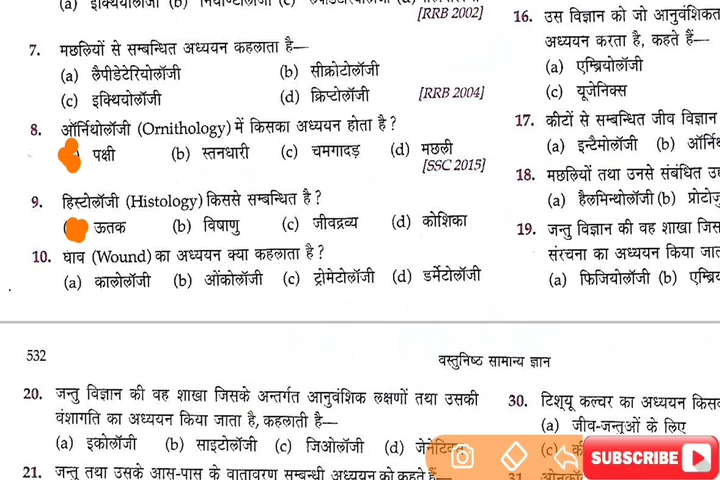 [RRB 2002]
7. मछलियों से सम्बन्धित अध्ययन कहलाता है—
(a) लैपीडेटेरियोलॉजी (b) सीक्रोटोलॉजी
(c) इक्थियोलॉजी (d) क्रिप्टोलॉजी [RRB 2004]
8. ऑर्निथोलॉजी (Ornithology) में किसका अध्ययन होता है?
पक्षी (b) स्तनधारी (c) चमगादड़ (d) मछली
[SSC 2015]
9. हिस्टोलॉजी (Histology) किससे सम्बन्धित है?
ऊतक (b) विषाणु (c) जीवद्रव्य (d) कोशिका
10. घाव (Wound) का अध्ययन क्या कहलाता है?
(a) कालोलॉजी (b) ओंकोलॉजी (c) ट्रोमेटोलॉजी (d) डर्मेटोलॉजी
16. उस विज्ञान को जो आनुवंशिकत
अध्ययन करता है, कहते हैं—
(a) एम्ब्रियोलॉजी
(c) यूजेनिक्स
17. कीटों से सम्बन्धित जीव विज्ञान
(a) इन्टैमोलॉजी (b) ऑर्नि
18. मछलियों तथा उनसे संबंधित
(a) हैलमिन्थोलॉजी (b) प्रोटोज़ु
19. जन्तु विज्ञान की वह शाखा जिस
संरचना का अध्ययन किया जात
(a) फिजियोलॉजी (b) एम्ब्रिय
532 वस्तुनिष्ठ सामान्य ज्ञान
20. जन्तु विज्ञान की वह शाखा जिसके अन्तर्गत आनुवंशिक लक्षणों तथा उसकी
वंशागति का अध्ययन किया जाता है, कहलाती है—
(a) इकोलॉजी (b) साइटोलॉजी (c) जिओलॉजी (d) जेनेटिक्स
21. जन्तु तथा उसके आस-पास के वातावरण सम्बन्धी अध्ययन को कहते हैं—
30. टिश्यू कल्चर का अध्ययन किस
(a) जीव-जन्तुओं के लिए
(c)
31.
SUBSCRIBE